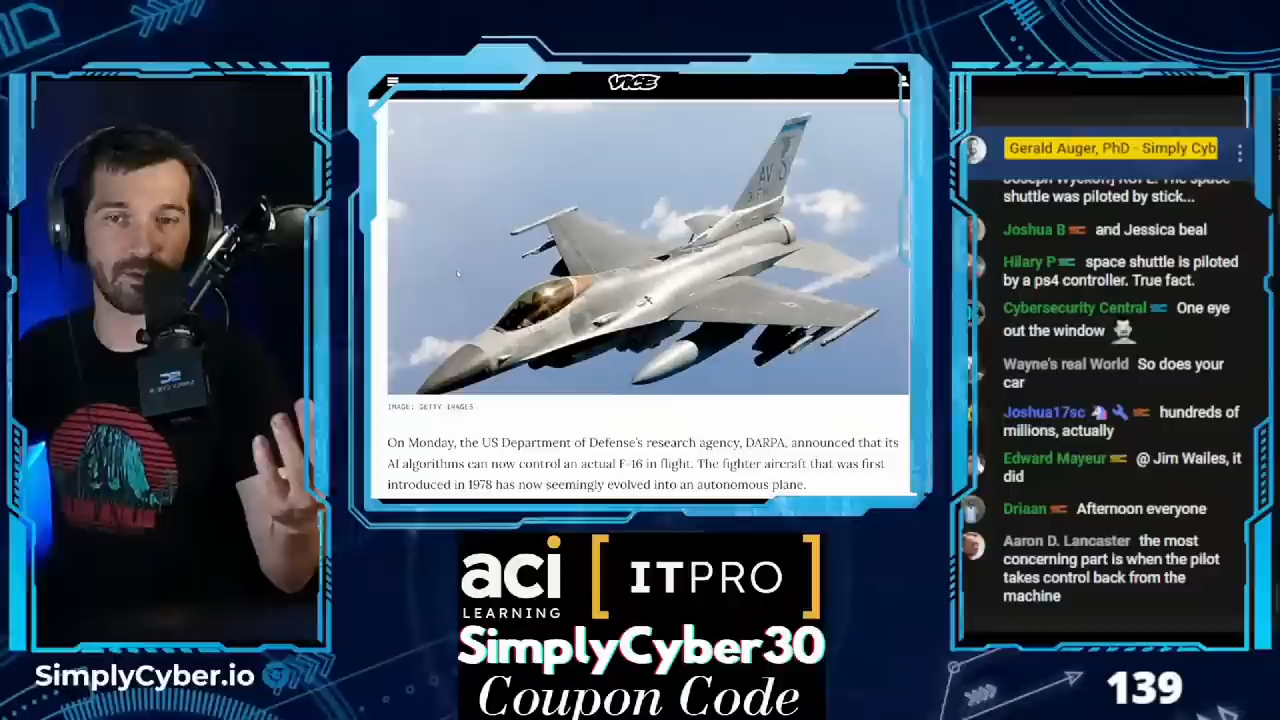 VICE
AV
IMAGE: GETTY IMAGES
On Monday, the US Department of Defense's research agency, DARPA, announced that its
AI algorithms can now control an actual F-16 in flight. The fighter aircraft that was first
introduced in 1978 has now seemingly evolved into an autonomous plane.
Gerald Auger, PhD - Simply Cyb
shuttle was piloted by stick...
Joshua B and Jessica beal
Hilary P space shuttle is piloted
by a ps4 controller. True fact.
Cybersecurity Central One eye
out the window
Wayne's real World So does your
car
Joshua17sc hundreds of
millions, actually
Edward Mayeur @ Jim Wailes, it
did
Driaan Afternoon everyone
Aaron D. Lancaster the most
concerning part is when the pilot
takes control back from the
machine
aci
LEARNING
[ITPRO]
SimplyCyber30
Coupon Code
SimplyCyber.io
139